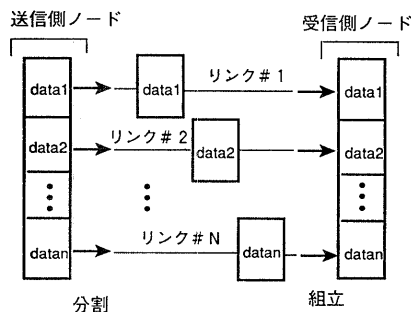 送信側ノード
受信側ノード
data1
data1
リンク#1
data1
data2
リンク#2
data2
data2
datan
リンク#N
datan
datan
分割
組立